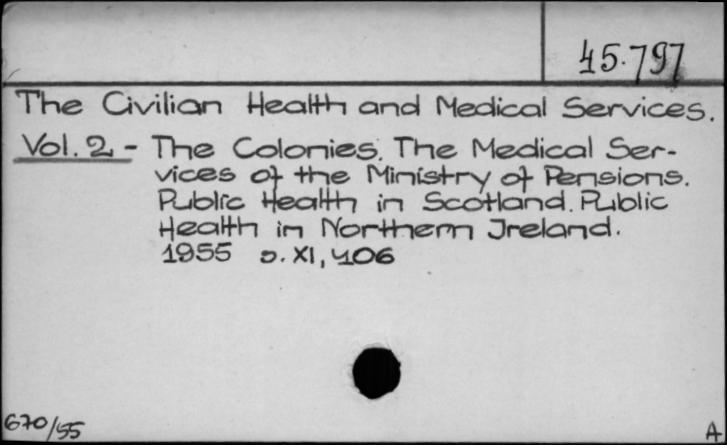 45.797
The Civilian Health and Medical Services.
Vol. 2 - The Colonies. The Medical Ser-
vices of the Ministry of Pensions.
Public Health in Scotland. Public
Health in Northern Ireland.
1955 s. XI, 406
670/55
A